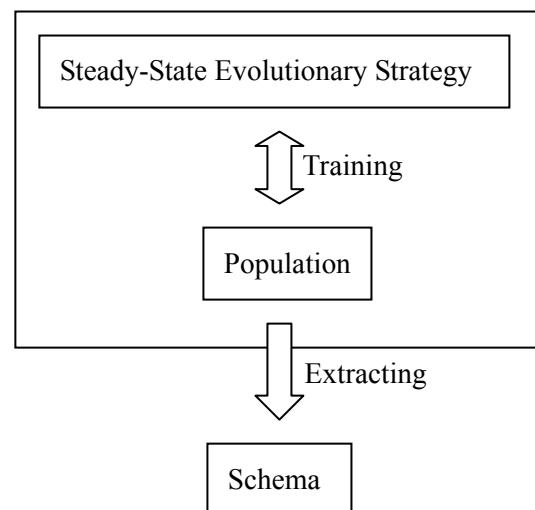 Steady-State Evolutionary Strategy
Training
Population
Extracting
Schema